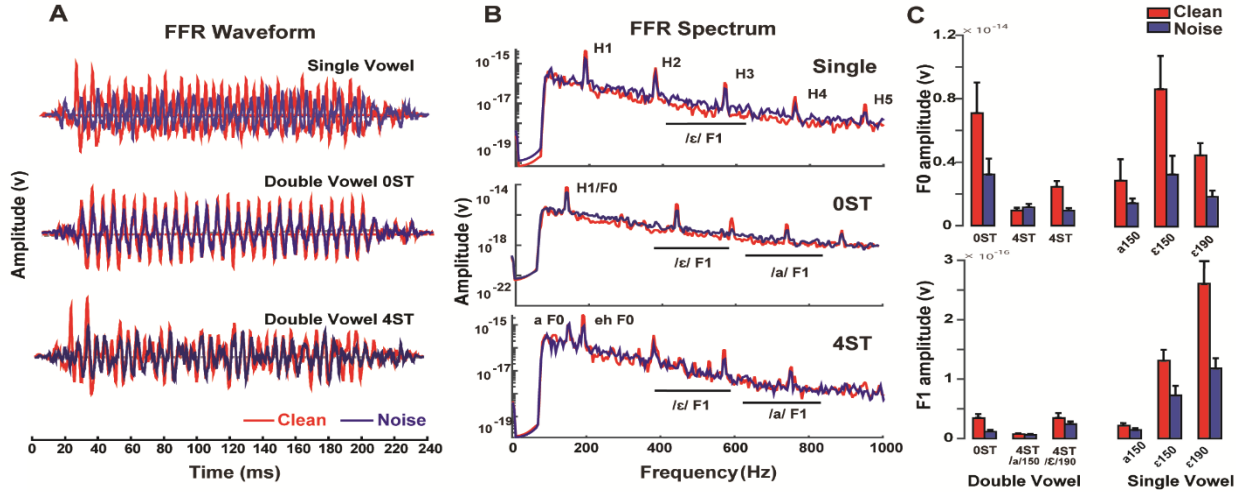 A
FFR Waveform
Single Vowel
Double Vowel 0ST
Double Vowel 4ST
Amplitude (v)
Clean
Noise
0 20 40 60 80 100 120 140 160 180 200 220 240
Time (ms)
B
FFR Spectrum
Single
H1
H2
H3
H4
H5
10-15
10-17
10-19
/ε/ F1
0ST
H1/F0
10-14
10-18
10-22
/ε/ F1
/a/ F1
4ST
a F0
eh F0
10-15
10-17
10-19
/ε/ F1
/a/ F1
Amplitude (v)
0 200 400 600 800 1000
Frequency (Hz)
C
Clean
Noise
× 10-14
1.2
0.8
0.4
0
F0 amplitude (v)
0ST 4ST 4ST a150 ε150 ε190
× 10-16
3
2
1
0
F1 amplitude (v)
0ST 4ST 4ST a150 ε150 ε190
/a/150 /ε/190
Double Vowel Single Vowel